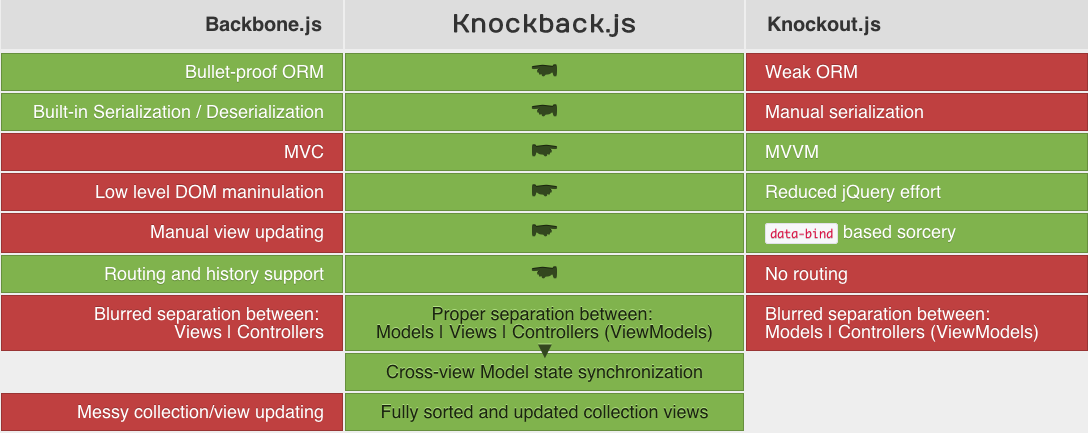 Backbone.js Knockback.js Knockout.js
Bullet-proof ORM Weak ORM
Built-in Serialization / Deserialization Manual serialization
MVC MVVM
Low level DOM maninulation Reduced jQuery effort
Manual view updating data-bind based sorcery
Routing and history support No routing
Blurred separation between: Proper separation between: Blurred separation between:
Views | Controllers Models | Views | Controllers (ViewModels) Models | Controllers (ViewModels)
Cross-view Model state synchronization
Messy collection/view updating Fully sorted and updated collection views